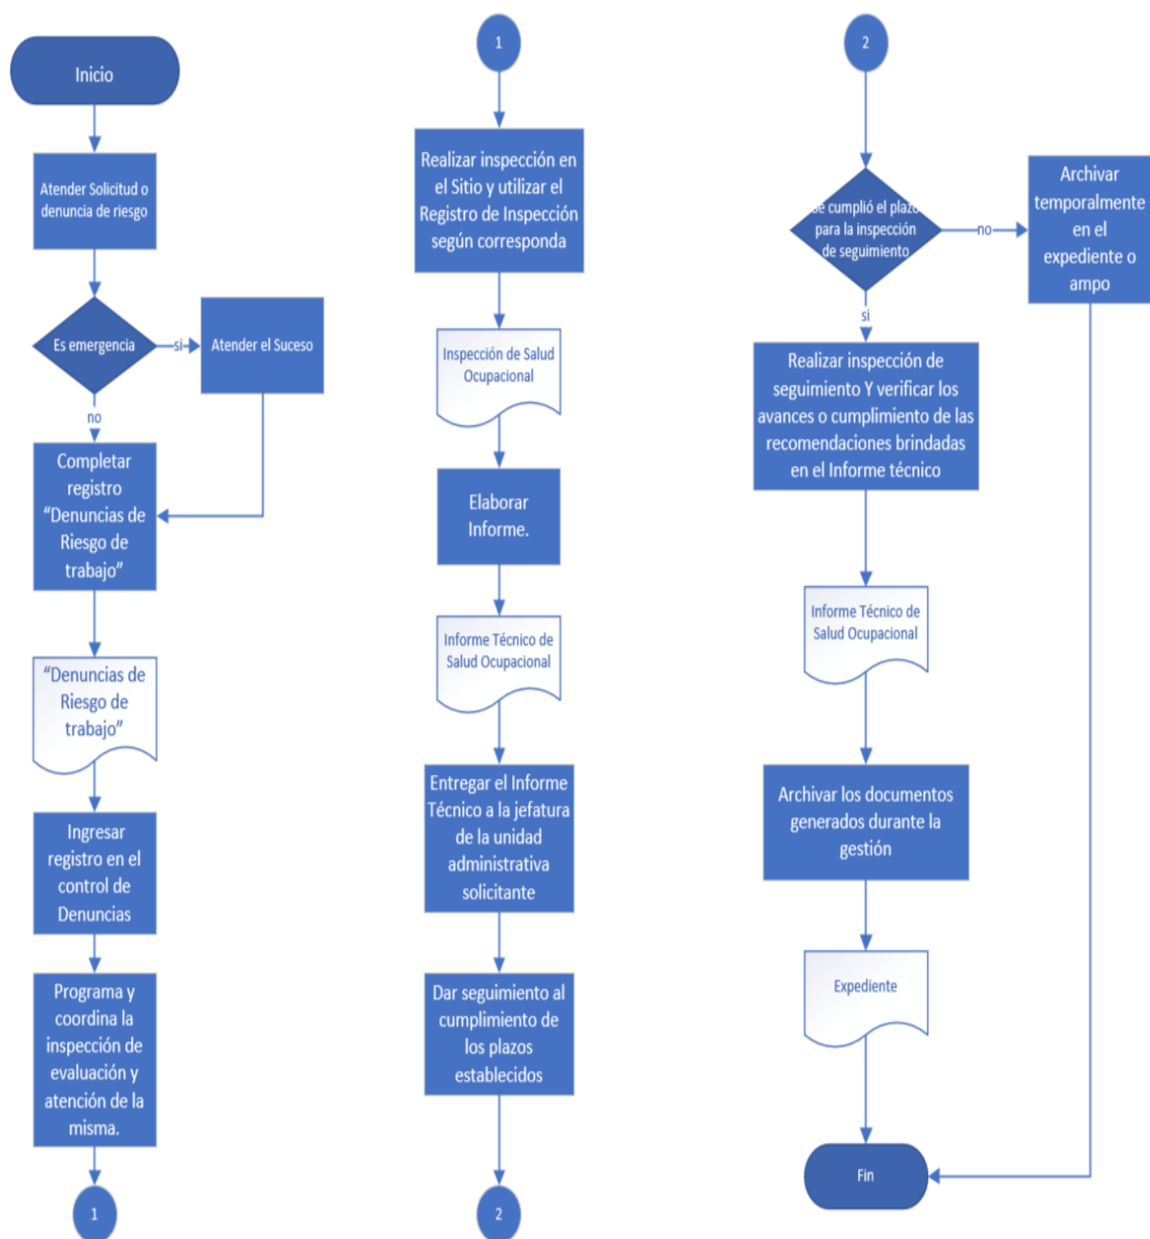 Inicio
Atender Solicitud o
denuncia de riesgo
Es emergencia
si
Atender el Suceso
no
Completar
registro
“Denuncias de
Riesgo de
trabajo”
“Denuncias de
Riesgo de
trabajo”
Ingresar
registro en el
control de
Denuncias
Programa y
coordina la
inspección de
evaluación y
atención de la
misma.
1
1
Realizar inspección en
el Sitio y utilizar el
Registro de Inspección
según corresponda
Inspección de Salud
Ocupacional
Elaborar
Informe.
Informe Técnico de
Salud Ocupacional
Entregar el Informe
Técnico a la jefatura
de la unidad
administrativa
solicitante
Dar seguimiento al
cumplimiento de
los plazos
establecidos
2
2
cumplió el plazo
para la inspección
de seguimiento
no
Archivar
temporalmente
en el
expediente o
ampo
si
Realizar inspección de
seguimiento Y verificar los
avances o cumplimiento de las
recomendaciones brindadas
en el Informe técnico
Informe Técnico de
Salud Ocupacional
Archivar los documentos
generados durante la
gestión
Expediente
Fin